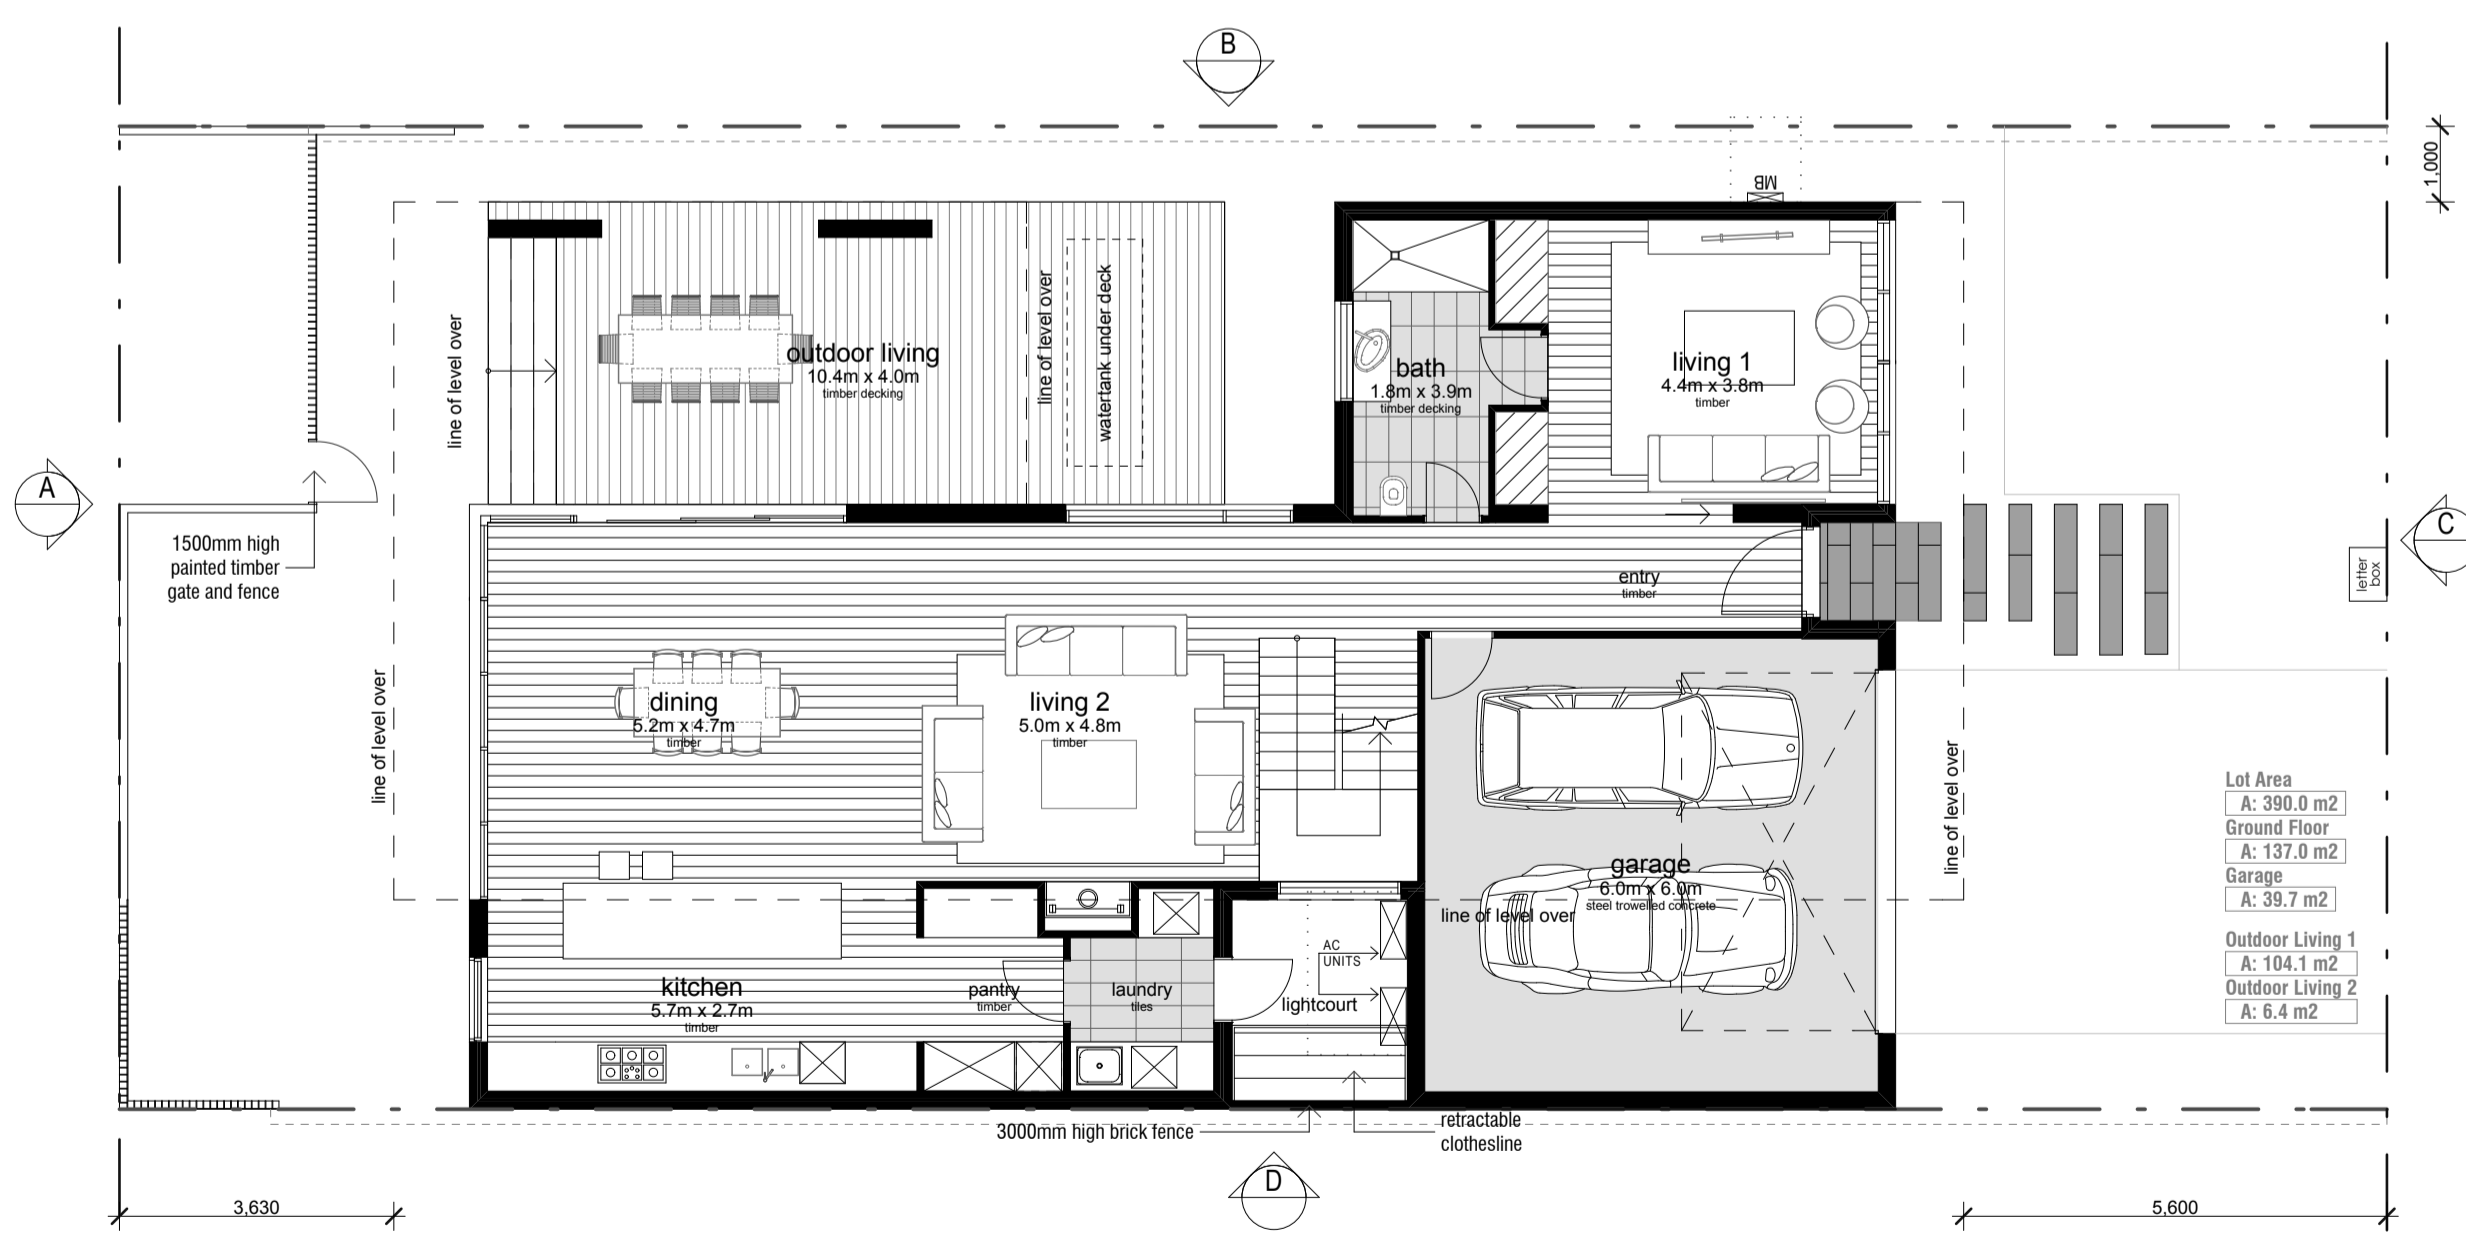 B
1,000
MB
line of level over
outdoor living
10.4m x 4.0m
timber decking
line of level over
watertank under deck
bath
1.8m x 3.9m
timber decking
living 1
4.4m x 3.8m
timber
A
C
letter
box
1500mm high
painted timber
gate and fence
entry
timber
line of level over
dining
5.2m x 4.7m
timber
living 2
5.0m x 4.8m
timber
garage
6.0m x 6.0m
steel trowelled concrete
line of level over
line of level over
Lot Area
A: 390.0 m2
Ground Floor
A: 137.0 m2
Garage
A: 39.7 m2
Outdoor Living 1
A: 104.1 m2
Outdoor Living 2
A: 6.4 m2
kitchen
5.7m x 2.7m
timber
pantry
timber
laundry
tiles
AC
UNITS
lightcourt
3000mm high brick fence
retractable
clothesline
D
3,630
5,600